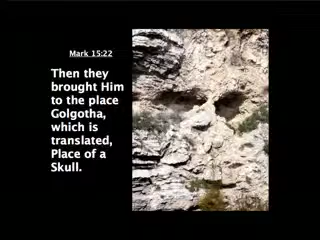 Mark 15:22
Then they
brought Him
to the place
Golgotha,
which is
translated,
Place of a
Skull.